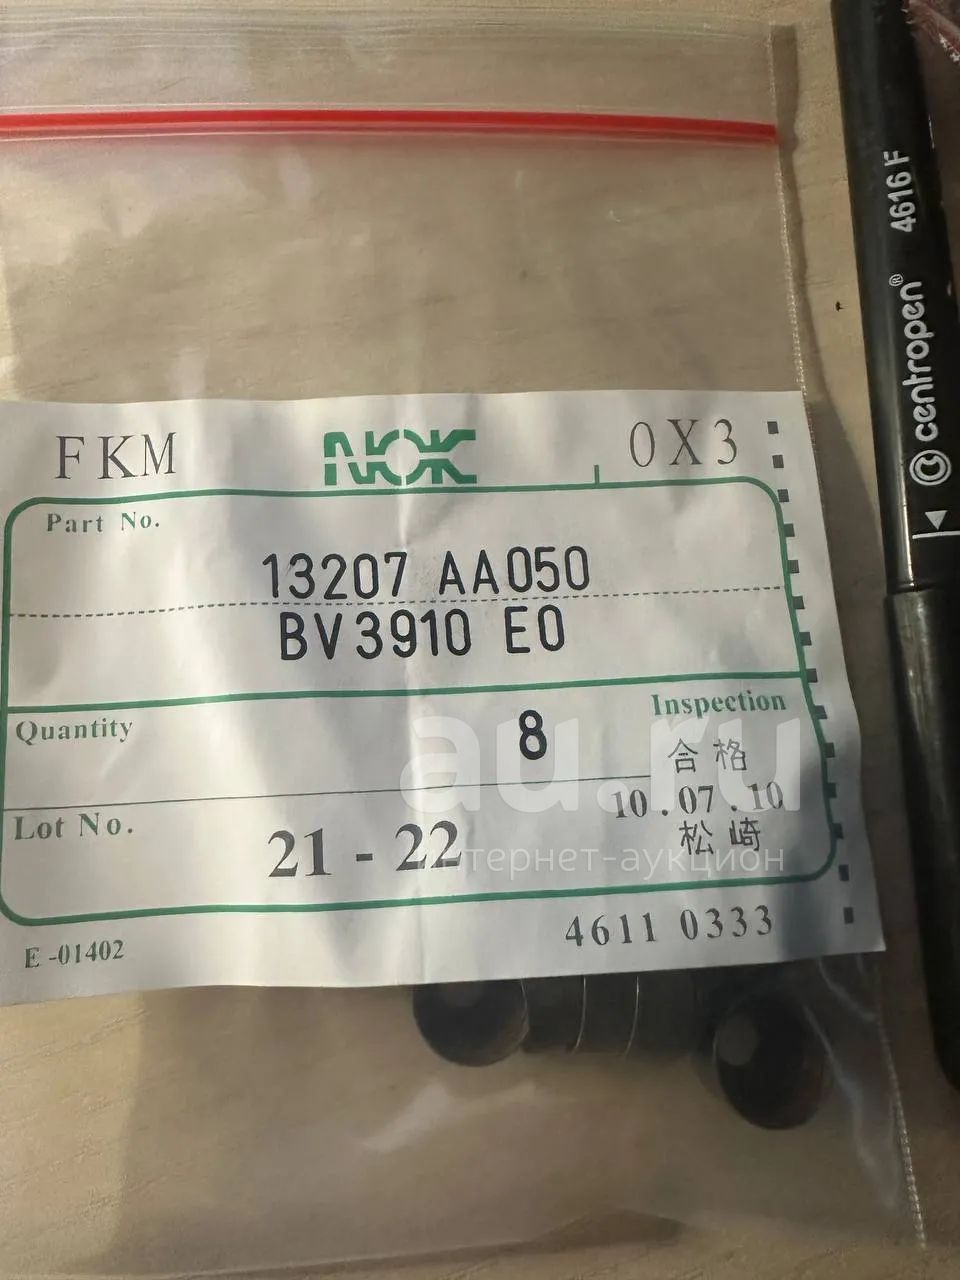 FKM NOK 0X3
Part No.
13207 AA050
BV3910 E0
Quantity 8 Inspection
合格
10.07.10
松崎
Lot No. 21 - 22
E -01402 4611 0333
au.ru
интернет-аукцион
centropen® 4616 F